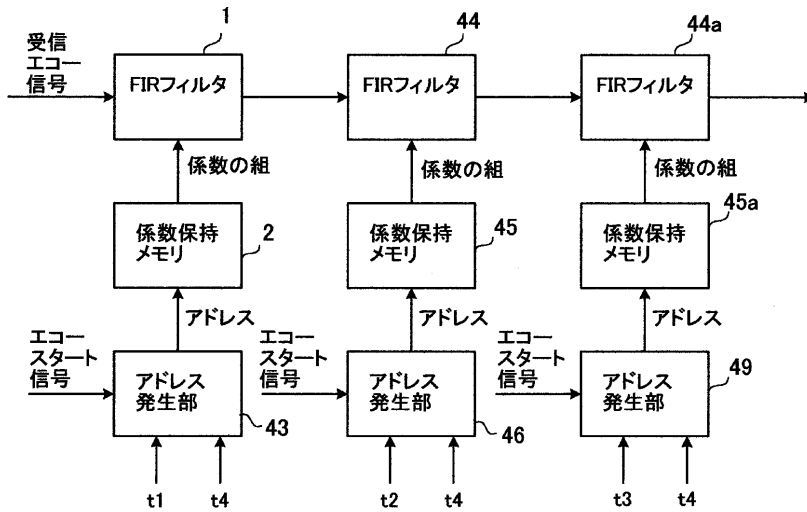 1
44
44a
受信
エコー
信号
FIRフィルタ
FIRフィルタ
FIRフィルタ
係数の組
係数の組
係数の組
係数保持
メモリ
2
係数保持
メモリ
45
係数保持
メモリ
45a
アドレス
アドレス
アドレス
エコー
スタート
信号
エコー
スタート
信号
エコー
スタート
信号
アドレス
発生部
43
アドレス
発生部
46
アドレス
発生部
49
t1
t4
t2
t4
t3
t4